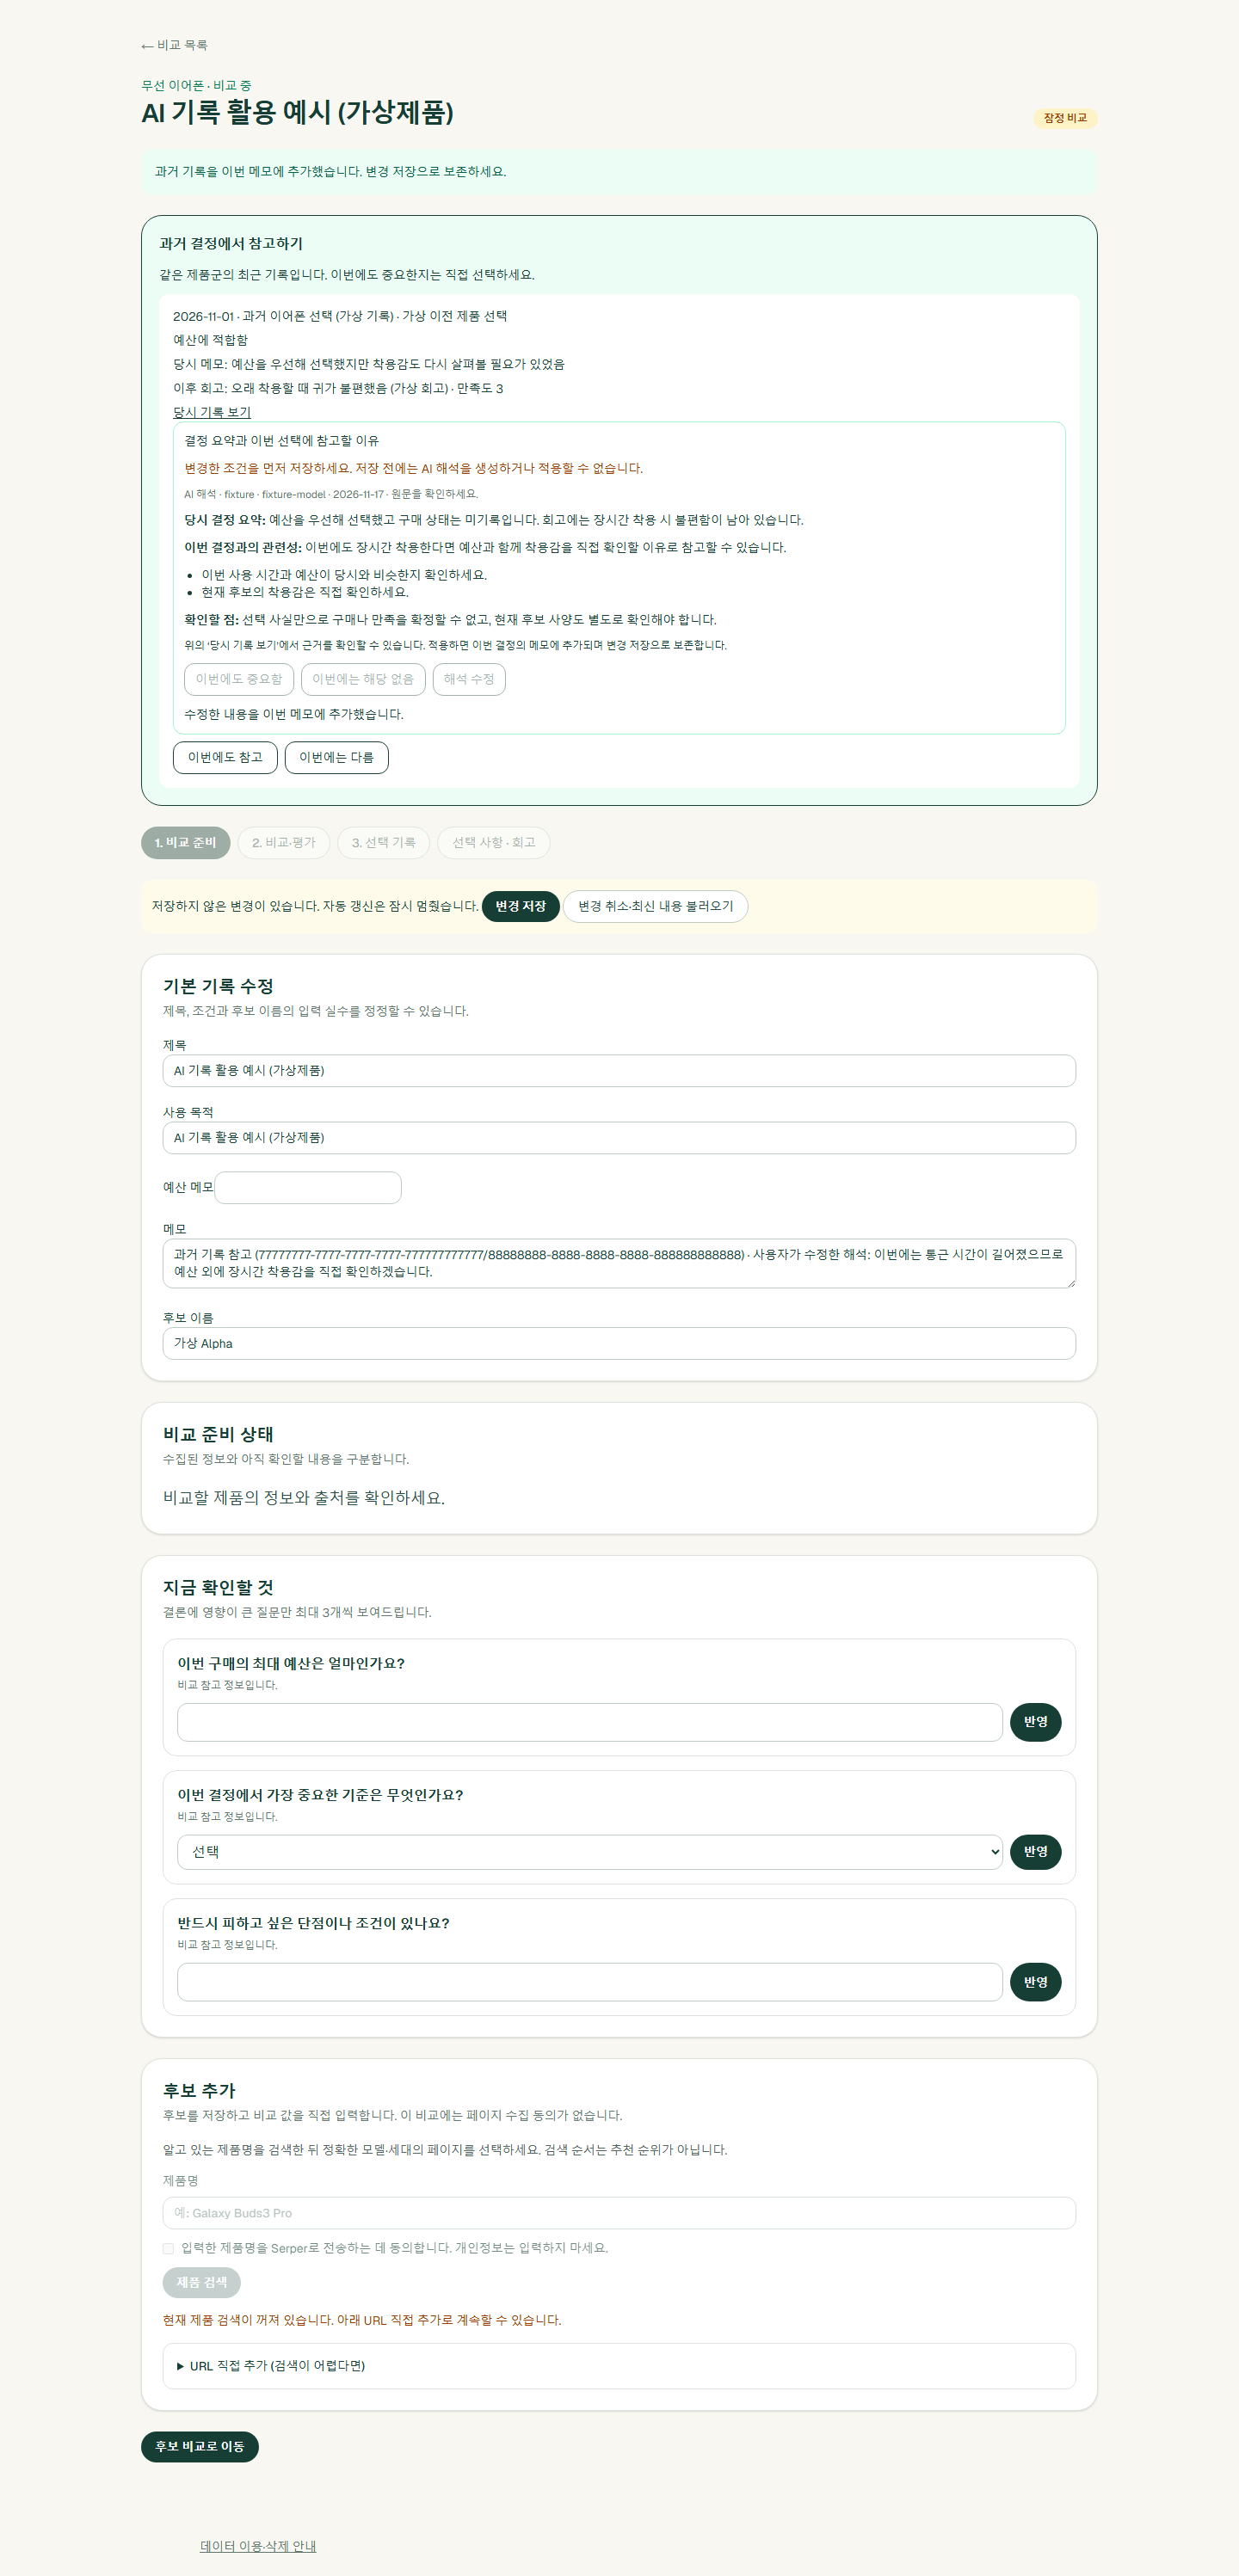 ← 비교 목록
무선 이어폰 · 비교 중
AI 기록 활용 예시 (가상제품)
잠정 비교
과거 기록을 이번 메모에 추가했습니다. 변경 저장으로 보존하세요.
과거 결정에서 참고하기
같은 제품군의 최근 기록입니다. 이번에도 중요한지는 직접 선택하세요.
2026-11-01 · 과거 이어폰 선택 (가상 기록) · 가상 이전 제품 선택
예산에 적합함
당시 메모: 예산을 우선해 선택했지만 착용감도 다시 살펴볼 필요가 있었음
이후 회고: 오래 착용할 때 귀가 불편했음 (가상 회고) · 만족도 3
당시 기록 보기
결정 요약과 이번 선택에 참고할 이유
변경한 조건을 먼저 저장하세요. 저장 전에는 AI 해석을 생성하거나 적용할 수 없습니다.
AI 해석 · fixture · fixture-model · 2026-11-17 · 원문을 확인하세요.
당시 결정 요약: 예산을 우선해 선택했고 구매 상태는 미기록입니다. 회고에는 장시간 착용 시 불편함이 남아 있습니다.
이번 결정과의 관련성: 이번에도 장시간 착용한다면 예산과 함께 착용감을 직접 확인할 이유로 참고할 수 있습니다.
• 이번 사용 시간과 예산이 당시와 비슷한지 확인하세요.
• 현재 후보의 착용감은 직접 확인하세요.
확인할 점: 선택 사실만으로 구매나 만족을 확정할 수 없고, 현재 후보 사양도 별도로 확인해야 합니다.
위의 ‘당시 기록 보기’에서 근거를 확인할 수 있습니다. 적용하면 이번 결정의 메모에 추가되며 변경 저장으로 보존합니다.
이번에도 중요함 이번에는 해당 없음 해석 수정
수정한 내용을 이번 메모에 추가했습니다.
이번에도 참고 이번에는 다름
1. 비교 준비 2. 비교·평가 3. 선택 기록 선택 사항 · 회고
저장하지 않은 변경이 있습니다. 자동 갱신은 잠시 멈췄습니다. 변경 저장 변경 취소·최신 내용 불러오기
기본 기록 수정
제목, 조건과 후보 이름의 입력 실수를 정정할 수 있습니다.
제목
AI 기록 활용 예시 (가상제품)
사용 목적
AI 기록 활용 예시 (가상제품)
예산 메모
메모
과거 기록 참고 (77777777-7777-7777-7777-777777777777/88888888-8888-8888-8888-888888888888) · 사용자가 수정한 해석: 이번에는 통근 시간이 길어졌으므로
예산 외에 장시간 착용감을 직접 확인하겠습니다.
후보 이름
가상 Alpha
비교 준비 상태
수집된 정보와 아직 확인할 내용을 구분합니다.
비교할 제품의 정보와 출처를 확인하세요.
지금 확인할 것
결론에 영향이 큰 질문만 최대 3개씩 보여드립니다.
이번 구매의 최대 예산은 얼마인가요?
비교 참고 정보입니다.
반영
이번 결정에서 가장 중요한 기준은 무엇인가요?
비교 참고 정보입니다.
선택 반영
반드시 피하고 싶은 단점이나 조건이 있나요?
비교 참고 정보입니다.
반영
후보 추가
후보를 저장하고 비교 값을 직접 입력합니다. 이 비교에는 페이지 수집 동의가 없습니다.
알고 있는 제품명을 검색한 뒤 정확한 모델·세대의 페이지를 선택하세요. 검색 순서는 추천 순위가 아닙니다.
제품명
예: Galaxy Buds3 Pro
입력한 제품명을 Serper로 전송하는 데 동의합니다. 개인정보는 입력하지 마세요.
제품 검색
현재 제품 검색이 꺼져 있습니다. 아래 URL 직접 추가로 계속할 수 있습니다.
▶ URL 직접 추가 (검색이 어렵다면)
후보 비교로 이동
데이터 이용·삭제 안내